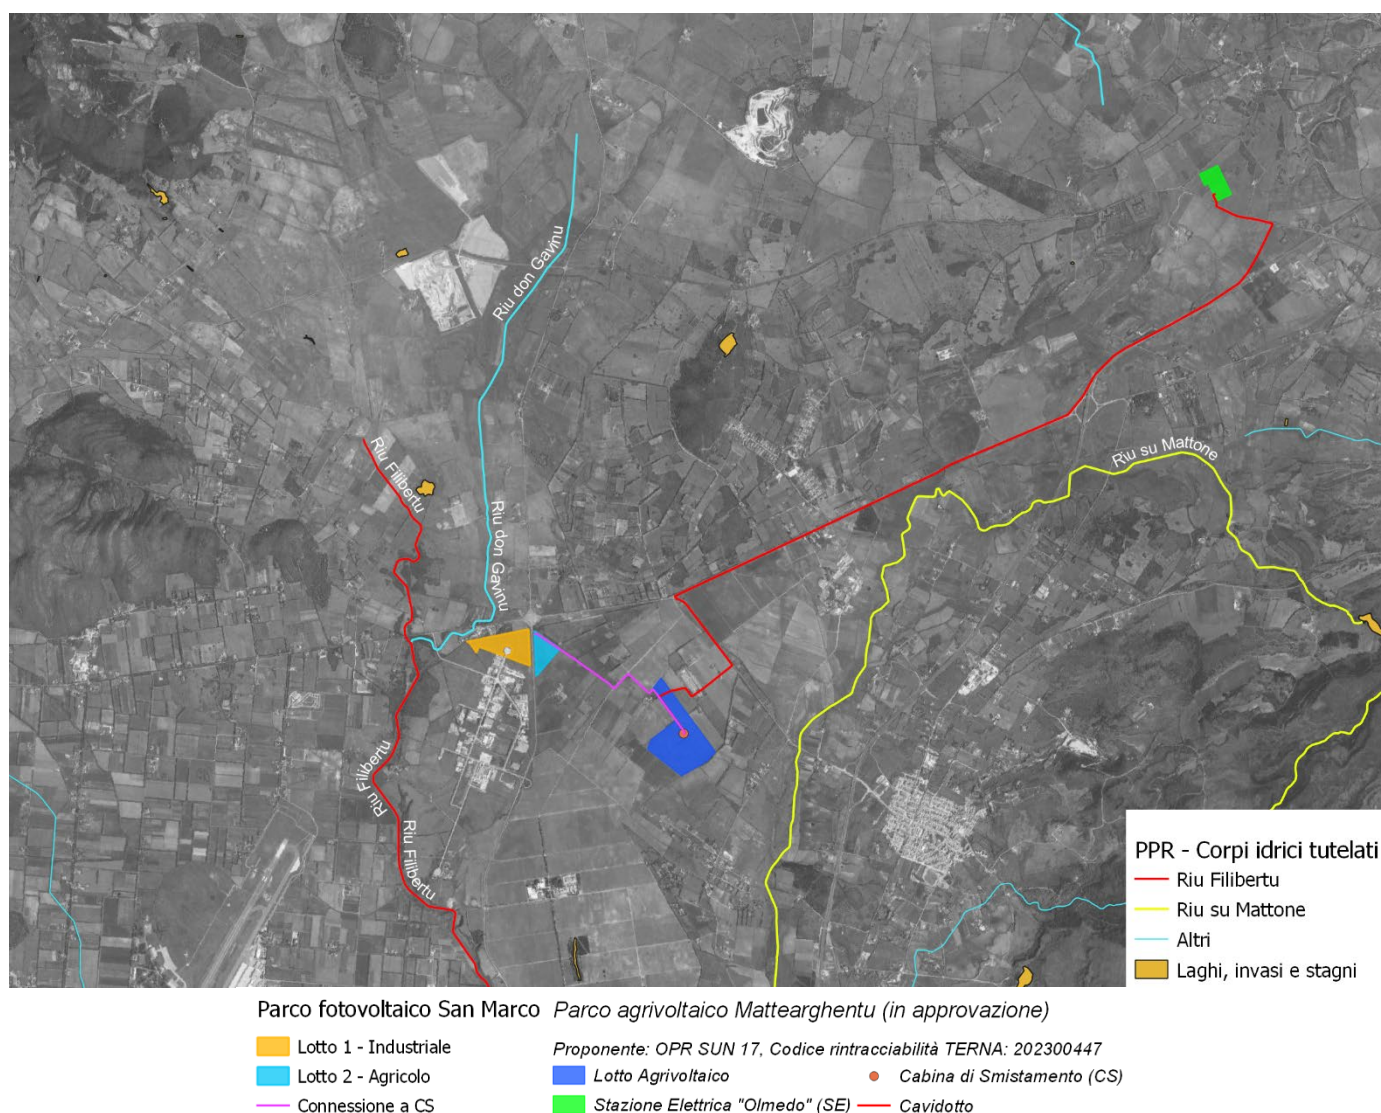 Riu don Gavinu
Riu Filibertu
Riu su Mattone
Riu don Gavinu
Riu Filibertu
Riu Filibertu
PPR - Corpi idrici tutelati
Riu Filibertu
Riu su Mattone
Altri
Laghi, invasi e stagni
Parco fotovoltaico San Marco
Lotto 1 - Industriale
Lotto 2 - Agricolo
Connessione a CS
Parco agrivoltaico Mattearghentu (in approvazione)
Proponente: OPR SUN 17, Codice rintracciabilità TERNA: 202300447
Lotto Agrivoltaico
Cabina di Smistamento (CS)
Stazione Elettrica "Olmedo" (SE)
Cavidotto